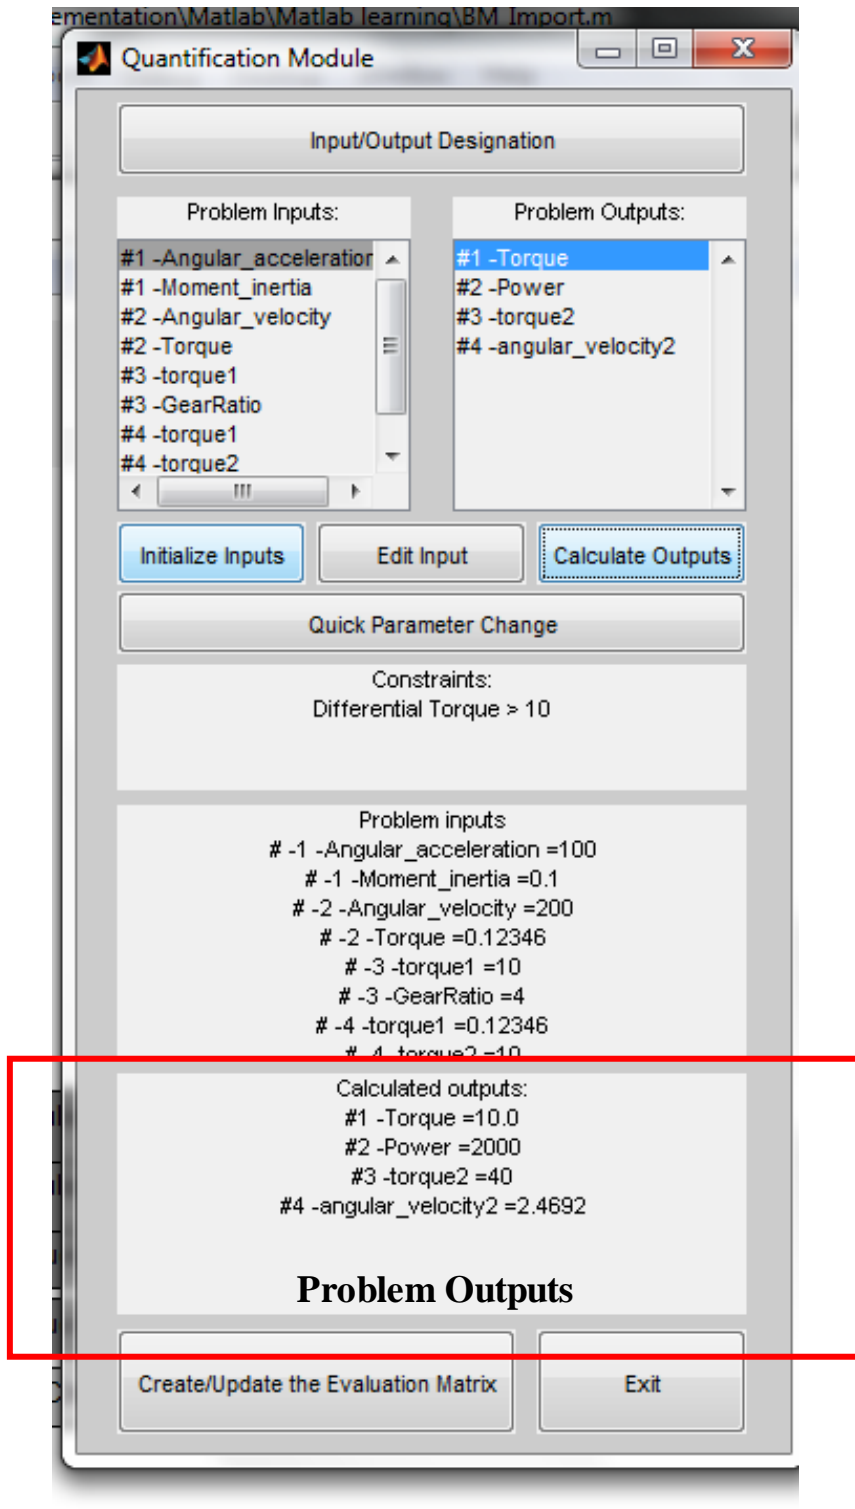 ementation\Matlab\Matlab learning\BM_Import.m
Quantification Module
Input/Output Designation
Problem Inputs:
#1 -Angular_acceleration
#1 -Moment_inertia
#2 -Angular_velocity
#2 -Torque
#3 -torque1
#3 -GearRatio
#4 -torque1
#4 -torque2
Problem Outputs:
#1 -Torque
#2 -Power
#3 -torque2
#4 -angular_velocity2
Initialize Inputs
Edit Input
Calculate Outputs
Quick Parameter Change
Constraints:
Differential Torque > 10
Problem inputs
# -1 -Angular_acceleration =100
# -1 -Moment_inertia =0.1
# -2 -Angular_velocity =200
# -2 -Torque =0.12346
# -3 -torque1 =10
# -3 -GearRatio =4
# -4 -torque1 =0.12346
# -4 -torque2 =10
Calculated outputs:
#1 -Torque =10.0
#2 -Power =2000
#3 -torque2 =40
#4 -angular_velocity2 =2.4692
Problem Outputs
Create/Update the Evaluation Matrix
Exit